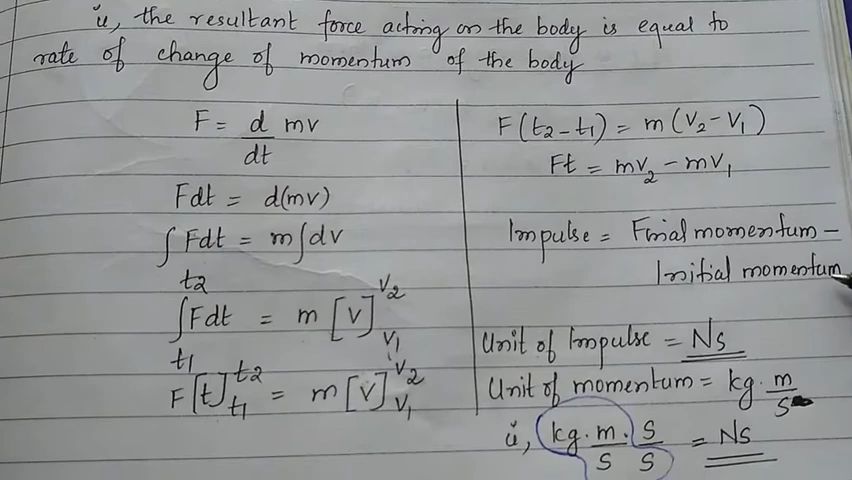 ie, the resultant force acting on the body is equal to
rate of change of momentum of the body
F = d/dt mv
Fdt = d(mv)
∫ Fdt = m∫dv
∫_{t1}^{t2} Fdt = m [v]_{v1}^{v2}
F[t]_{t1}^{t2} = m[v]_{v1}^{v2}
F(t2-t1) = m(v2-v1)
Ft = mv2 - mv1
Impulse = Final momentum -
Initial momentum
Unit of Impulse = Ns
Unit of momentum = kg. m/s
ie, kg. m/s . s/s = Ns